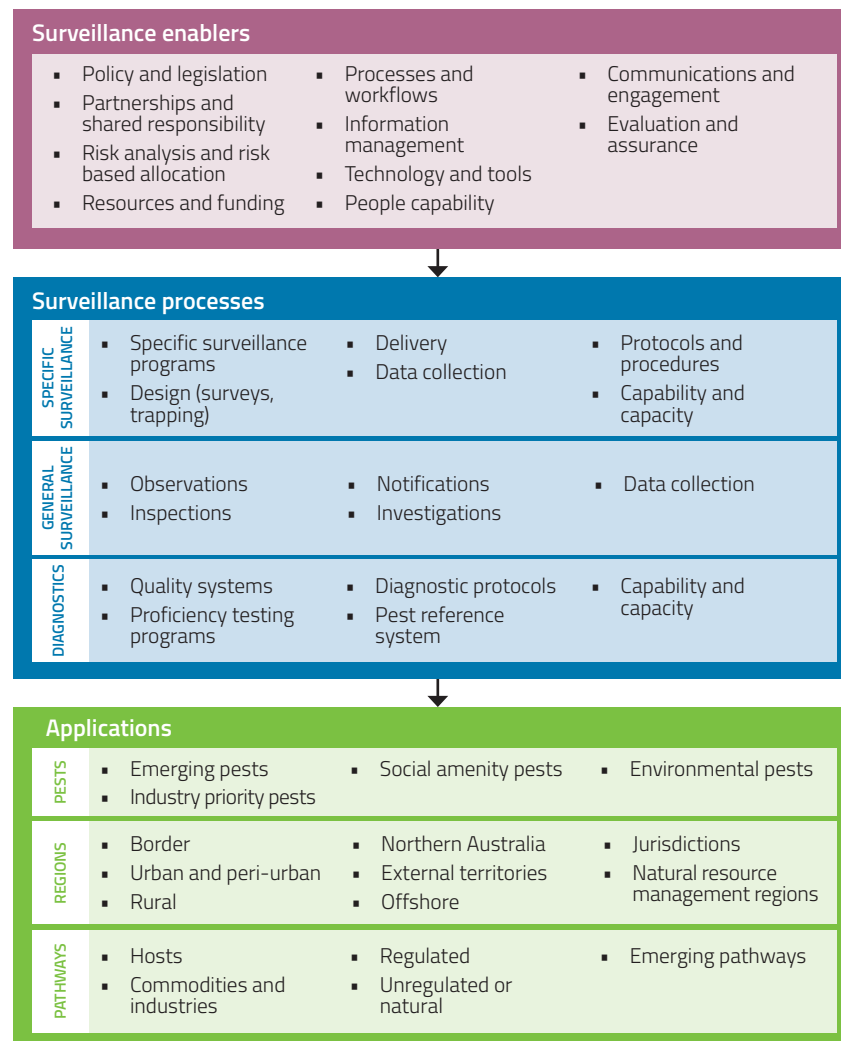 Surveillance enablers
▪ Policy and legislation
▪ Partnerships and
shared responsibility
▪ Risk analysis and risk
based allocation
▪ Resources and funding
▪ Processes and
workflows
▪ Information
management
▪ Technology and tools
▪ People capability
▪ Communications and
engagement
▪ Evaluation and
assurance
Surveillance processes
SPECIFIC
SURVEILLANCE
▪ Specific surveillance
programs
▪ Design (surveys,
trapping)
▪ Delivery
▪ Data collection
▪ Protocols and
procedures
▪ Capability and
capacity
GENERAL
SURVEILLANCE
▪ Observations
▪ Inspections
▪ Notifications
▪ Investigations
▪ Data collection
DIAGNOSTICS
▪ Quality systems
▪ Proficiency testing
programs
▪ Diagnostic protocols
▪ Pest reference
system
▪ Capability and
capacity
Applications
PESTS
▪ Emerging pests
▪ Industry priority pests
▪ Social amenity pests
▪ Environmental pests
REGIONS
▪ Border
▪ Urban and peri-urban
▪ Rural
▪ Northern Australia
▪ External territories
▪ Offshore
▪ Jurisdictions
▪ Natural resource
management regions
PATHWAYS
▪ Hosts
▪ Commodities and
industries
▪ Regulated
▪ Unregulated or
natural
▪ Emerging pathways